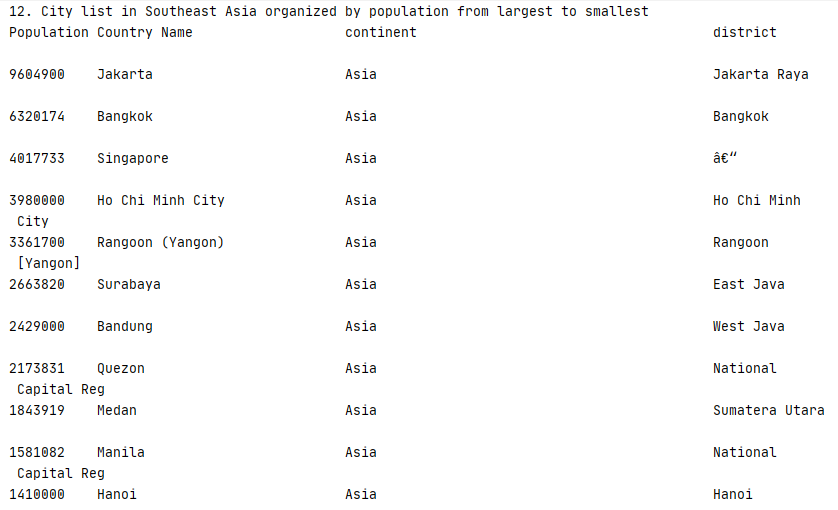 12. City list in Southeast Asia organized by population from largest to smallest
Population Country Name continent district
9604900 Jakarta Asia Jakarta Raya
6320174 Bangkok Asia Bangkok
4017733 Singapore Asia â€“
3980000 Ho Chi Minh City Asia Ho Chi Minh
City
3361700 Rangoon (Yangon) Asia Rangoon
[Yangon]
2663820 Surabaya Asia East Java
2429000 Bandung Asia West Java
2173831 Quezon Asia National
Capital Reg
1843919 Medan Asia Sumatera Utara
1581082 Manila Asia National
Capital Reg
1410000 Hanoi Asia Hanoi